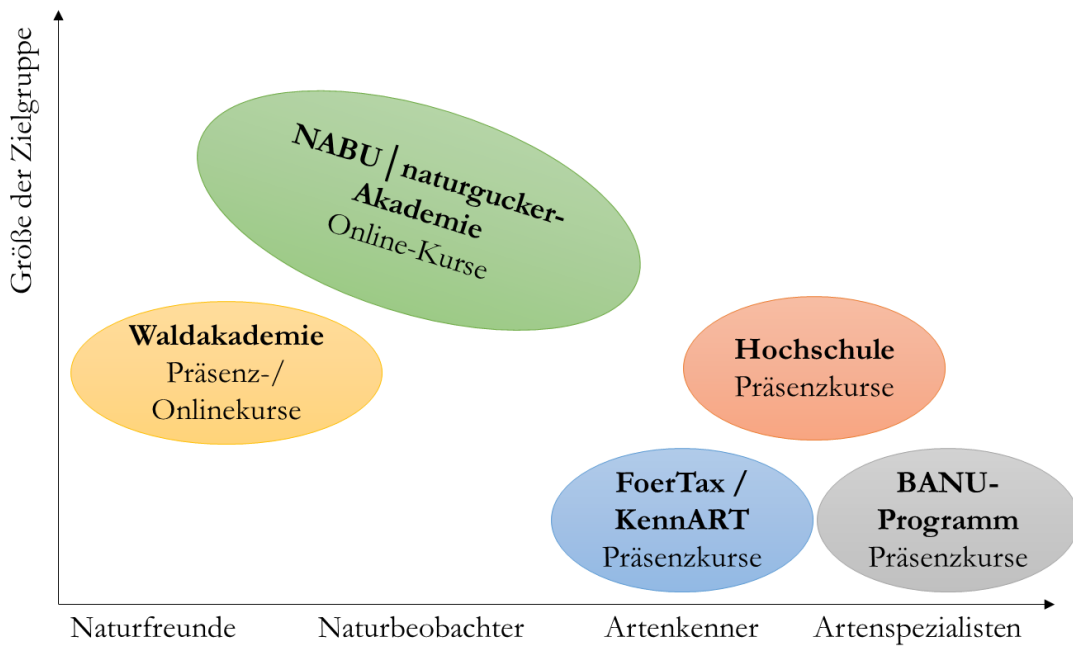 Größe der Zielgruppe
NABU | naturgucker-
Akademie
Online-Kurse
Waldakademie
Präsenz-/
Onlinekurse
Hochschule
Präsenzkurse
FoerTax /
KennART
Präsenzkurse
BANU-
Programm
Präsenzkurse
Naturfreunde
Naturbeobachter
Artenkenner
Artenspezialisten